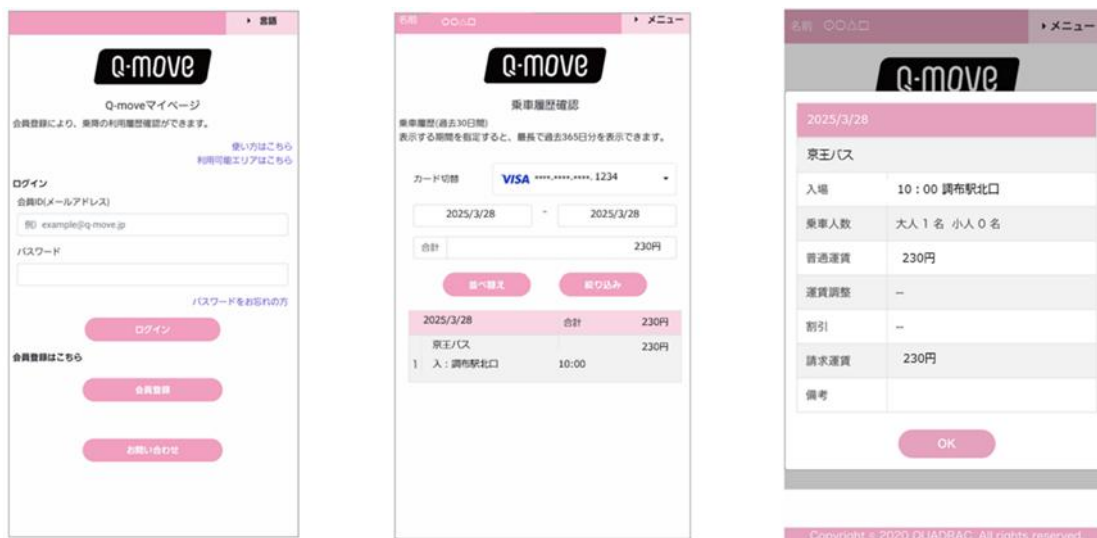 ▶ 言語
Q-move
Q-moveマイページ
会員登録により、乗降の利用履歴確認ができます。
使い方はこちら
利用可能エリアはこちら
ログイン
会員ID(メールアドレス)
例）example@q-move.jp
パスワード
パスワードをお忘れの方
ログイン
会員登録はこちら
会員登録
お問い合わせ
名前 ○○△□
▶ メニュー
Q-move
乗車履歴確認
乗車履歴(過去30日間)
表示する期間を指定すると、最長で過去365日分を表示できます。
カード切替 VISA ****-****-****-1234
2025/3/28 - 2025/3/28
合計 230円
並べ替え 絞り込み
2025/3/28 合計 230円
京王バス 230円
1 入：調布駅北口 10:00
名前 ○○△□
▶メニュー
Q-move
2025/3/28
京王バス
入場 10：00 調布駅北口
乗車人数 大人 1 名 小人 0 名
普通運賃 230円
運賃調整 --
割引 --
請求運賃 230円
備考
OK
Copyright © 2020 QUADRAC. All rights reserved.